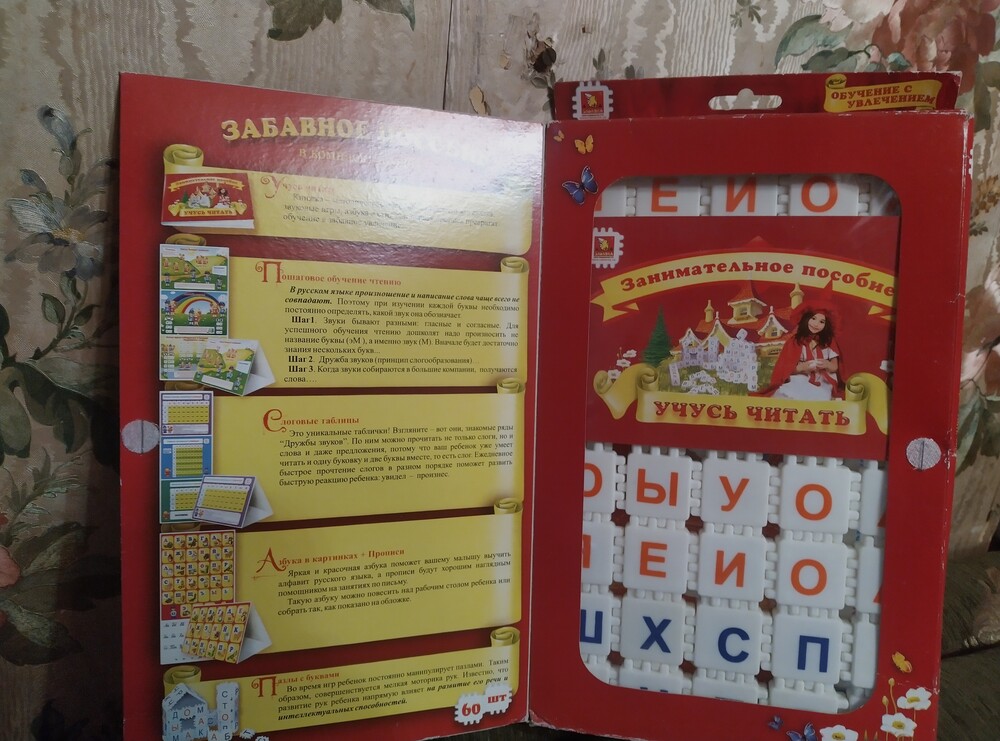 ЗАБАВНОЕ
УЧУСЬ ЧИТАТЬ
Пошаговое обучение чтению
В русском языке произношение и написание слова чаще всего не
совпадают. Поэтому при изучении каждой буквы необходимо
постоянно определять, какой звук она обозначает
Шаг1. Звуки бывают разными: гласные и согласные. Для
успешного обучения чтению дошколят надо произносить не
название буквы (эМ), а именно звук (М). Вначале будет достаточно
знания нескольких букв...
Шаг 2. Дружба звуков (принцип слогообразования)
Шаг 3. Когда звуки собираются в большие компании, получаются
слова....
Слоговые таблицы
Это уникальные таблички! Взгляните - вот они, знакомые ряды
"Дружбы звуков". По ним можно прочитать не только слоги, но и
слова и даже предложения, потому что ваш ребенок уже умеет
читать и одну буковку и две буквы вместе, то есть слог. Ежедневное
быстрое прочтение слогов в разном порядке поможет развить
быструю реакцию ребенка: увидел – произнес.
Азбука в картинках + Прописи
Яркая и красочная азбука поможет вашему малышу выучить
алфавит русского языка, а прописи будут хорошим наглядным
помощником на занятиях по письму.
Такую азбуку можно повесить над рабочим столом ребенка или
собрать так, как показано на обложке.
Пазлы с буквами
Во время игр ребенок постоянно манипулирует пазлами. Таким
образом, совершенствуется мелкая моторика рук. Известно, что
развитие рук ребенка напрямую влияет на развитие его речи и
интеллектуальных способностей.
60 шт
ОБУЧЕНИЕ С
УВЛЕЧЕНИЕМ
Е И О
Занимательное пособие
УЧУСЬ ЧИТАТЬ
Ы У О
Е И О
Х С П